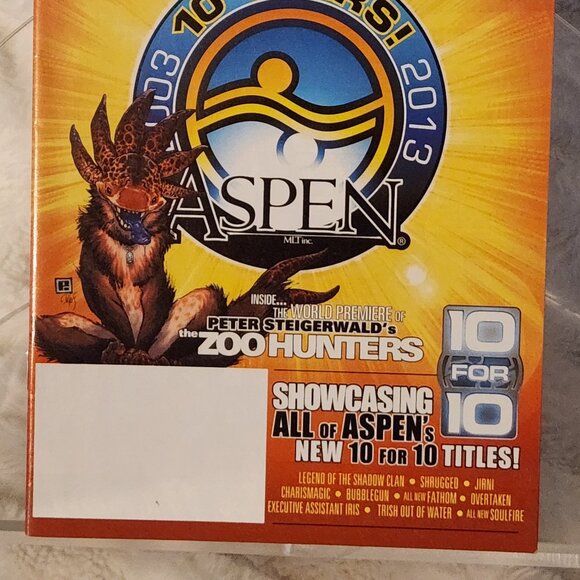 10 YEARS!
2003 2013
ASPEN®
MLT inc.
INSIDE...
THE WORLD PREMIERE OF
PETER STEIGERWALD's
the ZOO HUNTERS
10
FOR
10
SHOWCASING
ALL OF ASPEN's
NEW 10 FOR 10 TITLES!
LEGEND OF THE SHADOW CLAN • SHRUGGED • JIRNI
CHARISMAGIC • BUBBLEGUN • ALL NEW FATHOM • OVERTAKEN
EXECUTIVE ASSISTANT IRIS • TRISH OUT OF WATER • ALL NEW SOULFIRE